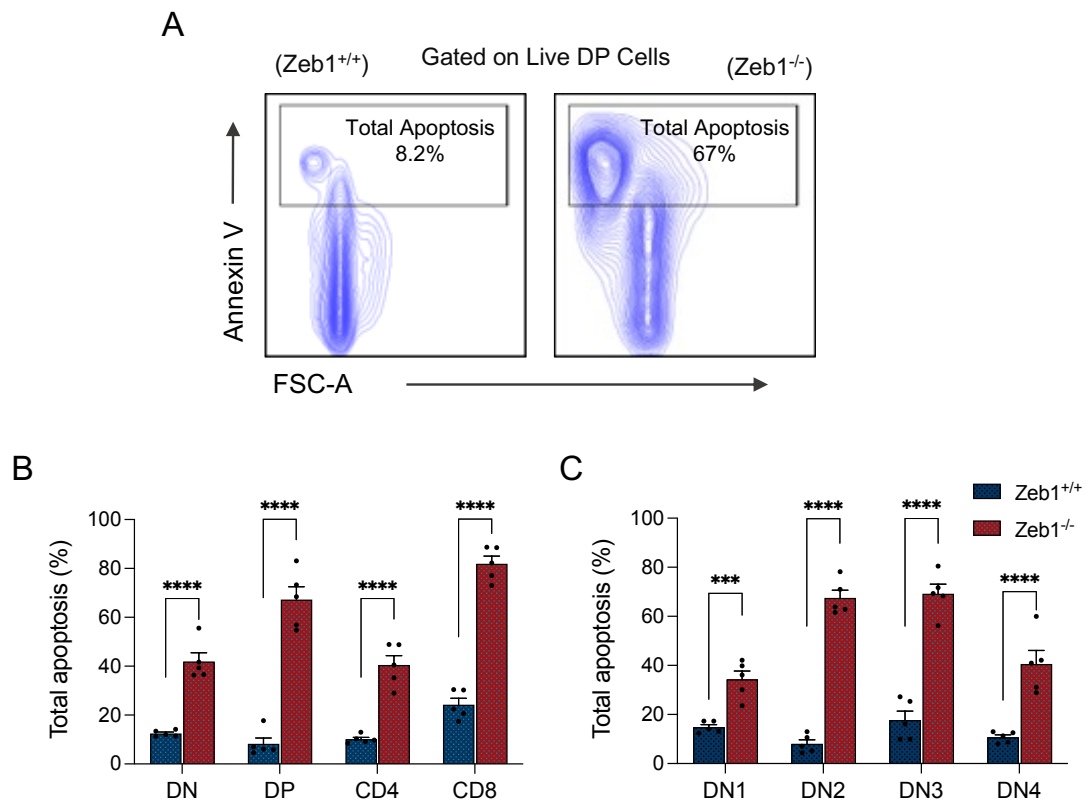 A
(Zeb1+/+) Gated on Live DP Cells (Zeb1-/-)
Total Apoptosis
8.2%
Total Apoptosis
67%
Annexin V
FSC-A
B
Total apoptosis (%)
100
80
60
40
20
0
****
****
****
****
DN DP CD4 CD8
C
Zeb1+/+
Zeb1-/-
Total apoptosis (%)
100
80
60
40
20
0
***
****
****
****
DN1 DN2 DN3 DN4